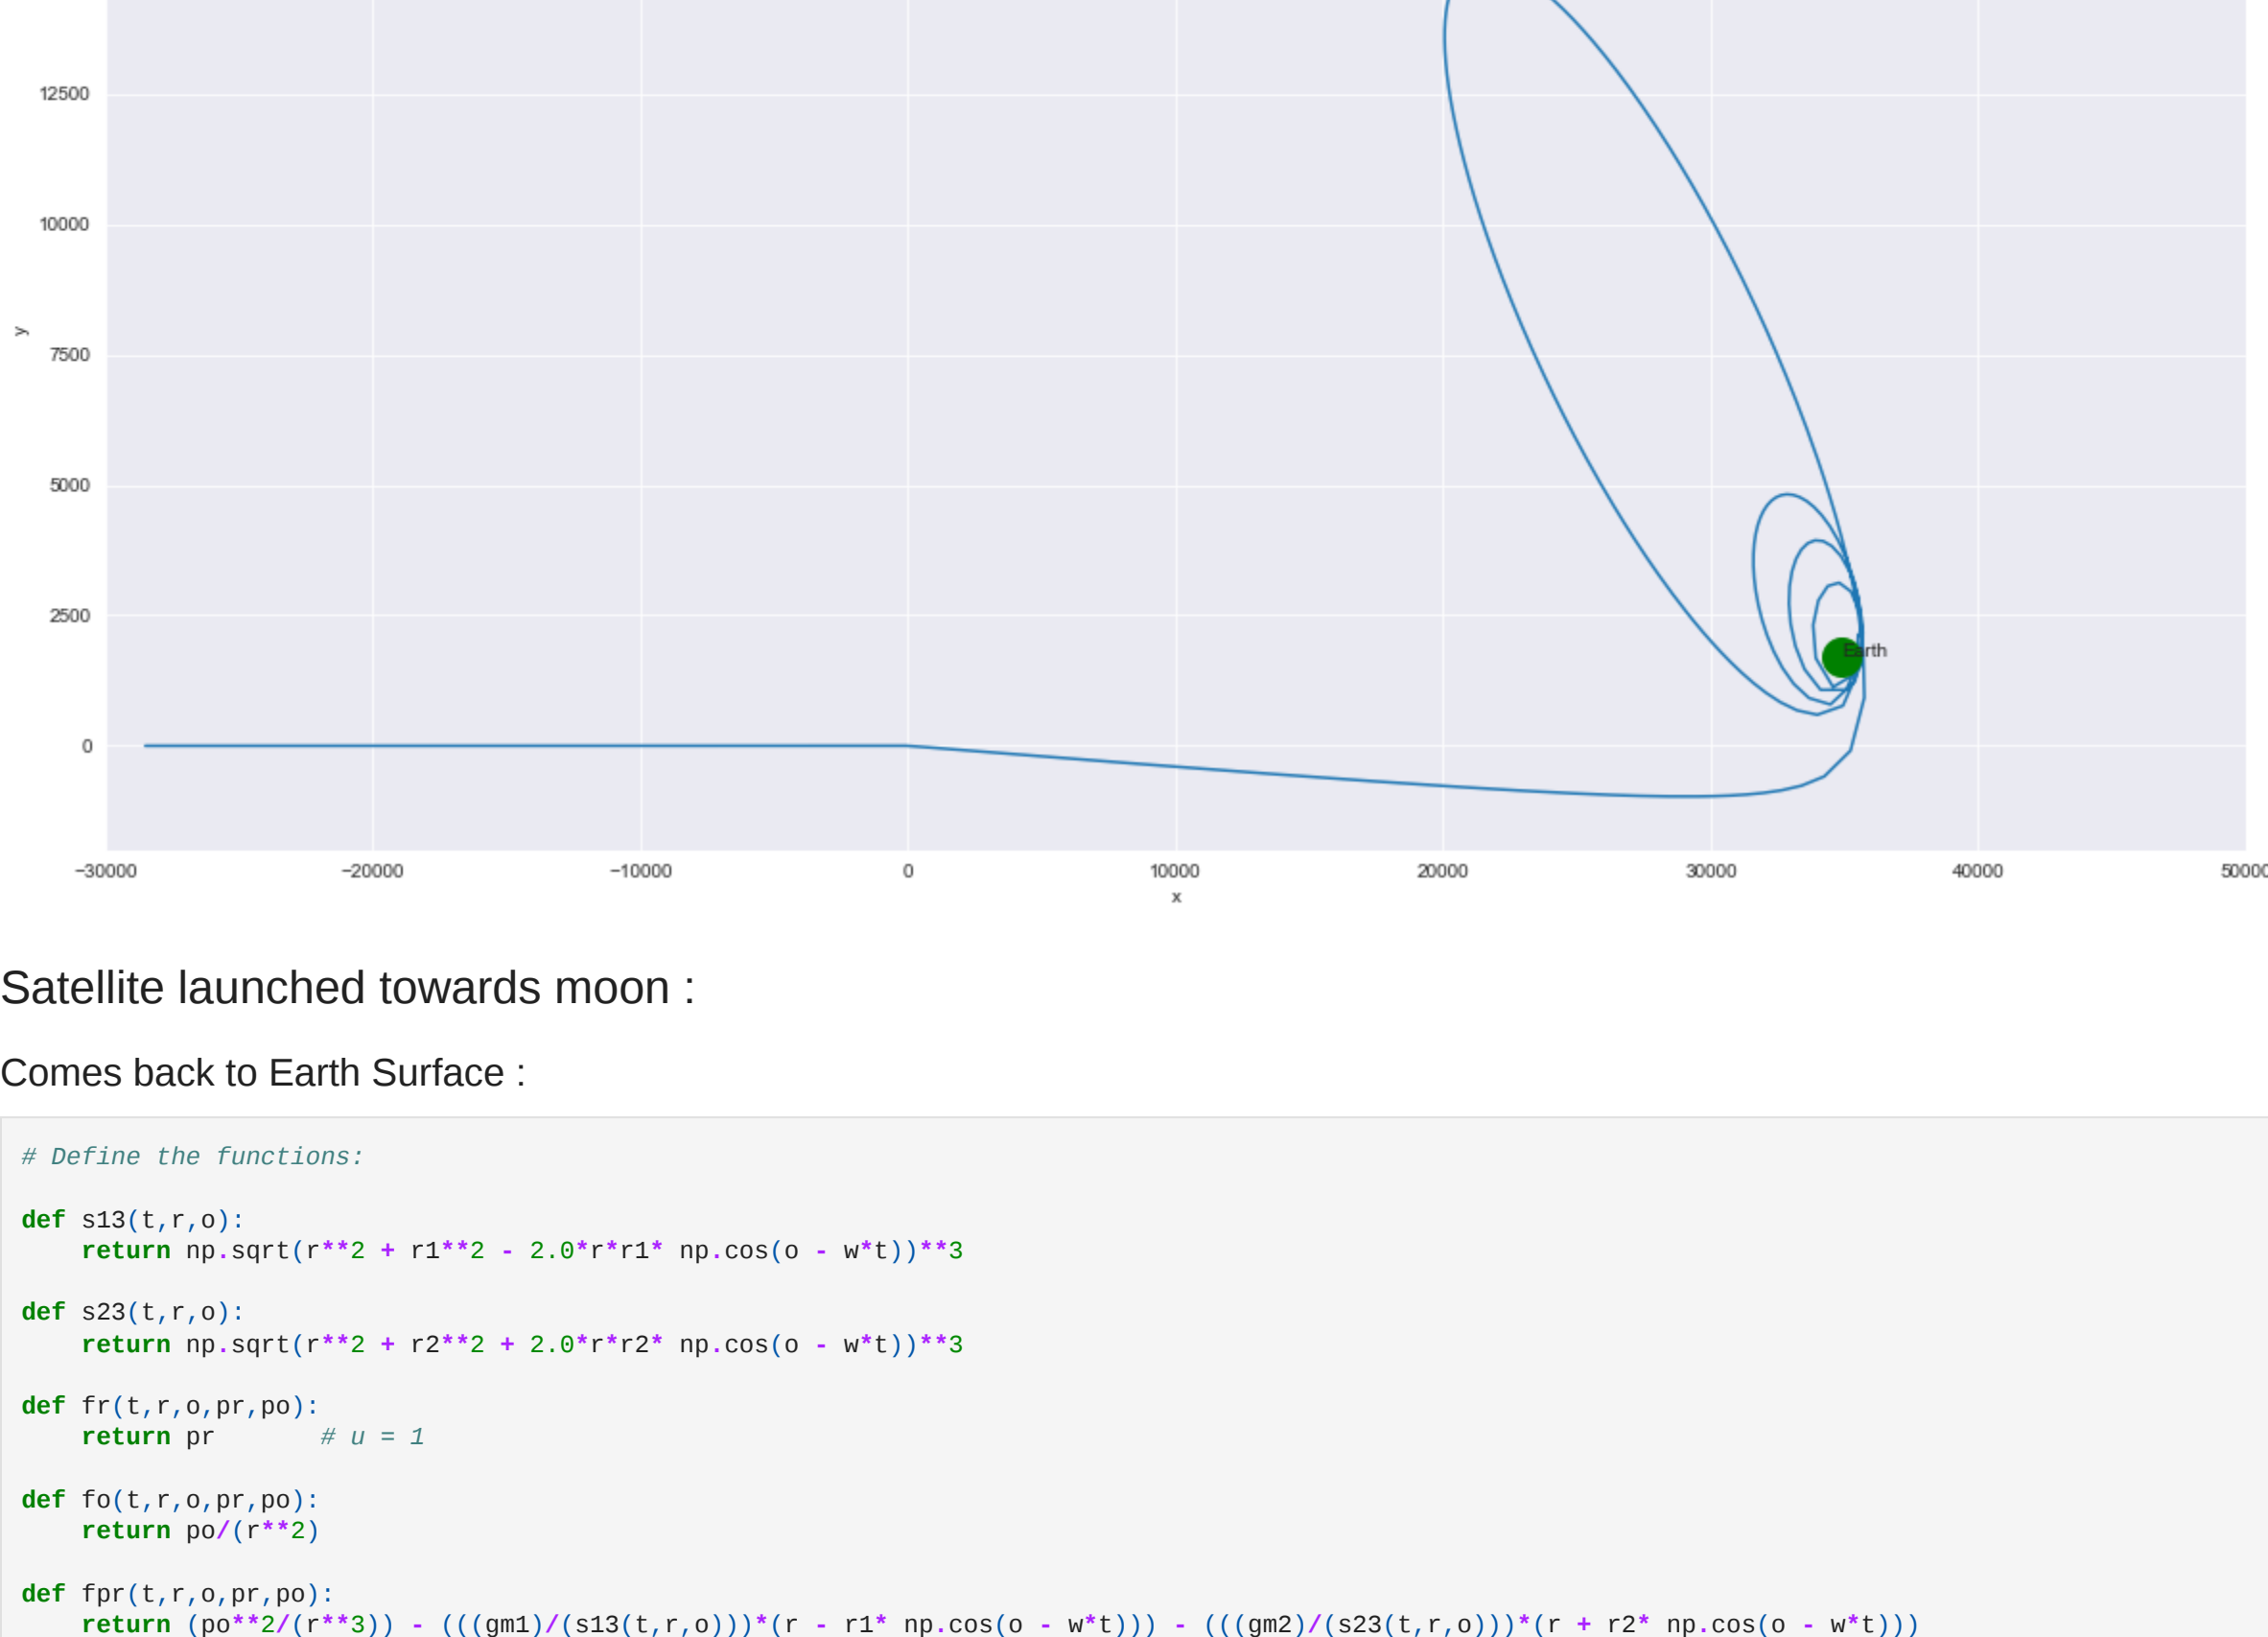 12500
10000
7500
5000
2500
0
y
Earth
−30000 −20000 −10000 0 10000 20000 30000 40000 50000
x
Satellite launched towards moon :
Comes back to Earth Surface :
# Define the functions:
def s13(t,r,o):
    return np.sqrt(r**2 + r1**2 - 2.0*r*r1* np.cos(o - w*t))**3
def s23(t,r,o):
    return np.sqrt(r**2 + r2**2 + 2.0*r*r2* np.cos(o - w*t))**3
def fr(t,r,o,pr,po):
    return pr       # u = 1
def fo(t,r,o,pr,po):
    return po/(r**2)
def fpr(t,r,o,pr,po):
    return (po**2/(r**3)) - (((gm1)/(s13(t,r,o)))*(r - r1* np.cos(o - w*t))) - (((gm2)/(s23(t,r,o)))*(r + r2* np.cos(o - w*t)))